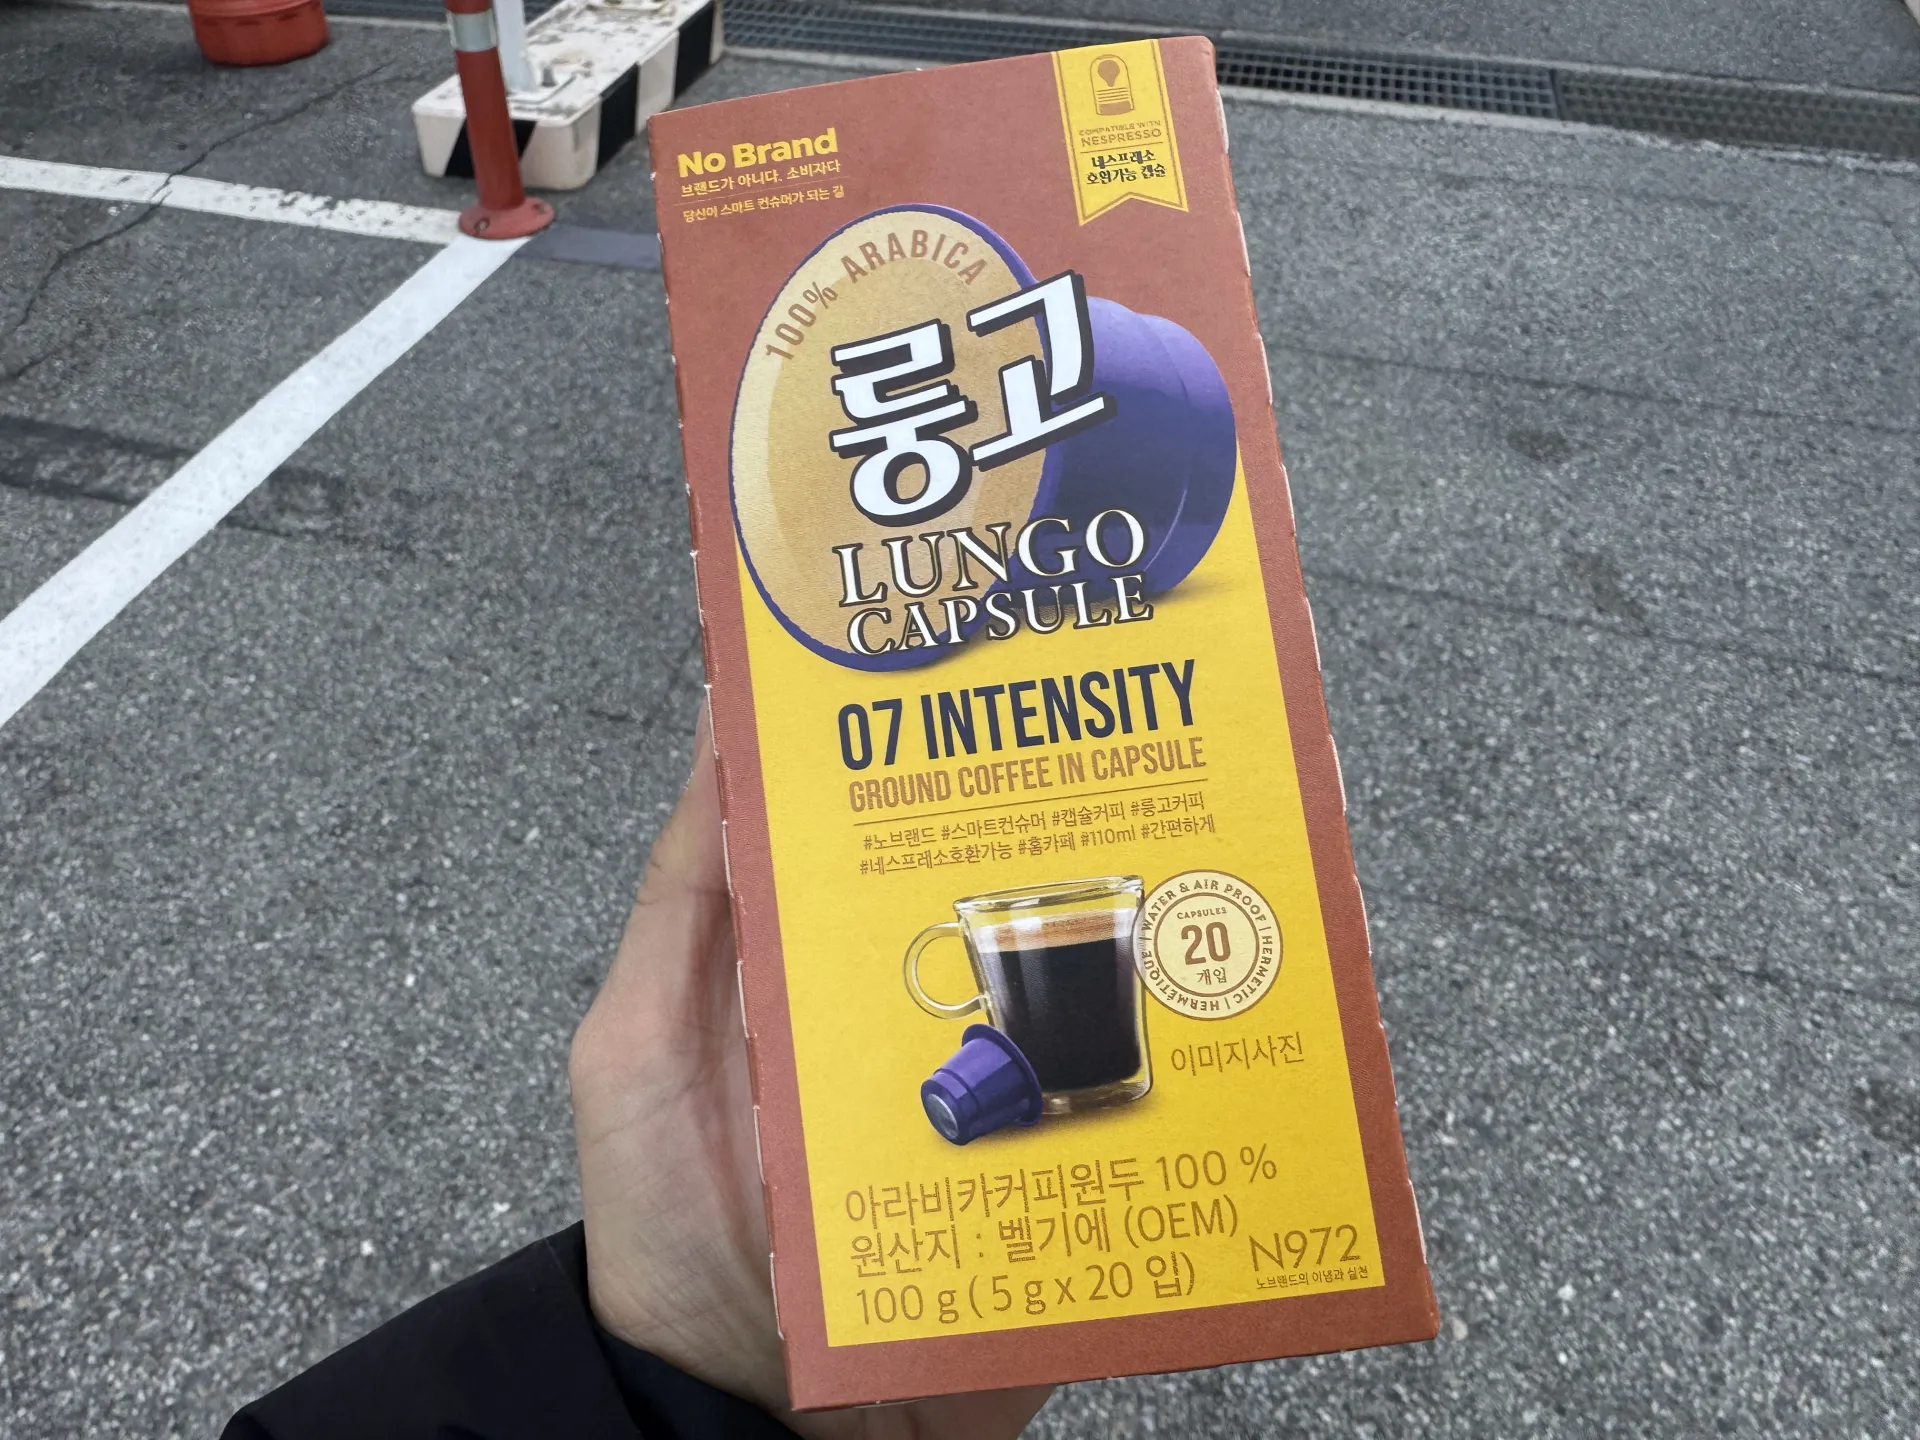 No Brand
브랜드가 아니다. 소비자다
당신이 스마트 컨슈머가 되는 길
COMPATIBLE WITH
NESPRESSO
네스프레소
호환가능 캡슐
100% ARABICA
룽고
LUNGO
CAPSULE
07 INTENSITY
GROUND COFFEE IN CAPSULE
#노브랜드 #스마트컨슈머 #캡슐커피 #룽고커피
#네스프레소호환가능 #홈카페 #110ml #간편하게
WATER & AIR PROOF | HERMETIC | HERMÉTIQUE |
CAPSULES
20
개입
이미지사진
아라비카커피원두 100 %
원산지 : 벨기에 (OEM)
100 g ( 5 g x 20 입)
N972
노브랜드의 이념과 실천